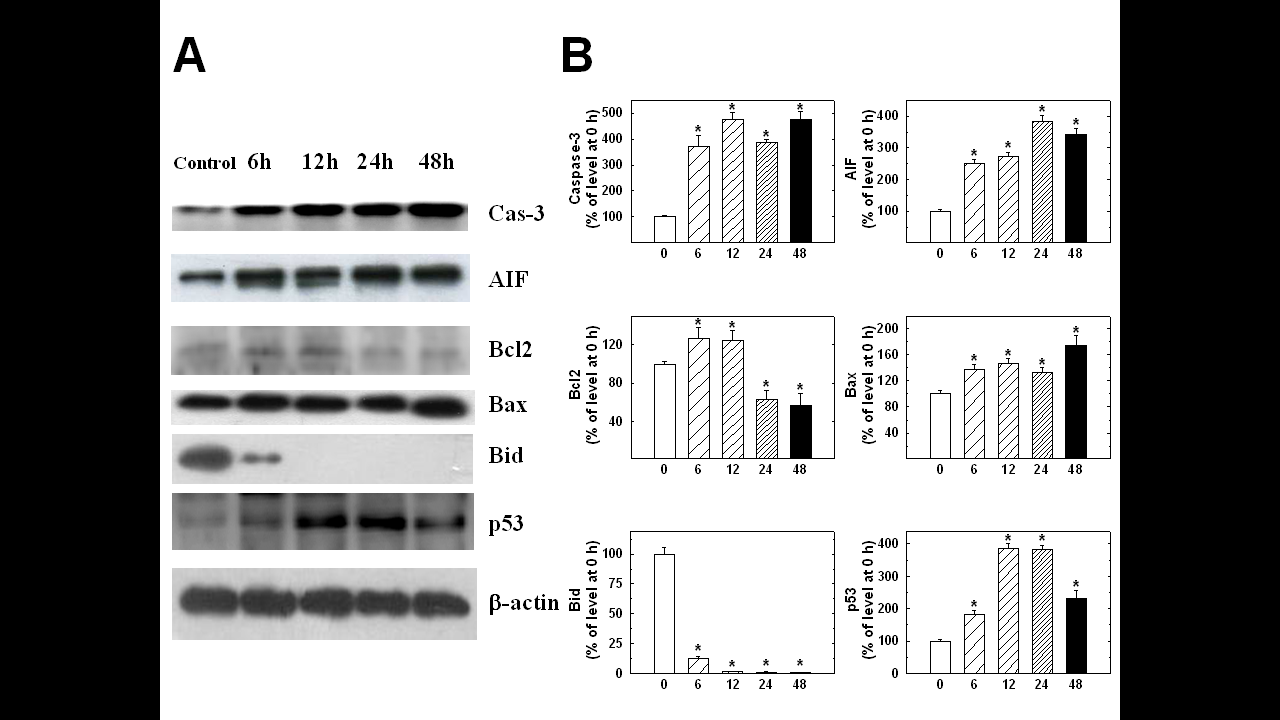 A
B
Control 6h 12h 24h 48h
Cas-3
AIF
Bcl2
Bax
Bid
p53
β-actin
Caspase-3
(% of level at 0 h)
500
400
300
200
100
* * * *
0 6 12 24 48
AIF
(% of level at 0 h)
400
300
200
100
* * * *
0 6 12 24 48
Bcl2
(% of level at 0 h)
120
80
40
* * * *
0 6 12 24 48
Bax
(% of level at 0 h)
200
160
120
80
40
* * * *
0 6 12 24 48
Bid
(% of level at 0 h)
100
75
50
25
0
* * * *
0 6 12 24 48
p53
(% of level at 0 h)
400
300
200
100
0
* * * *
0 6 12 24 48